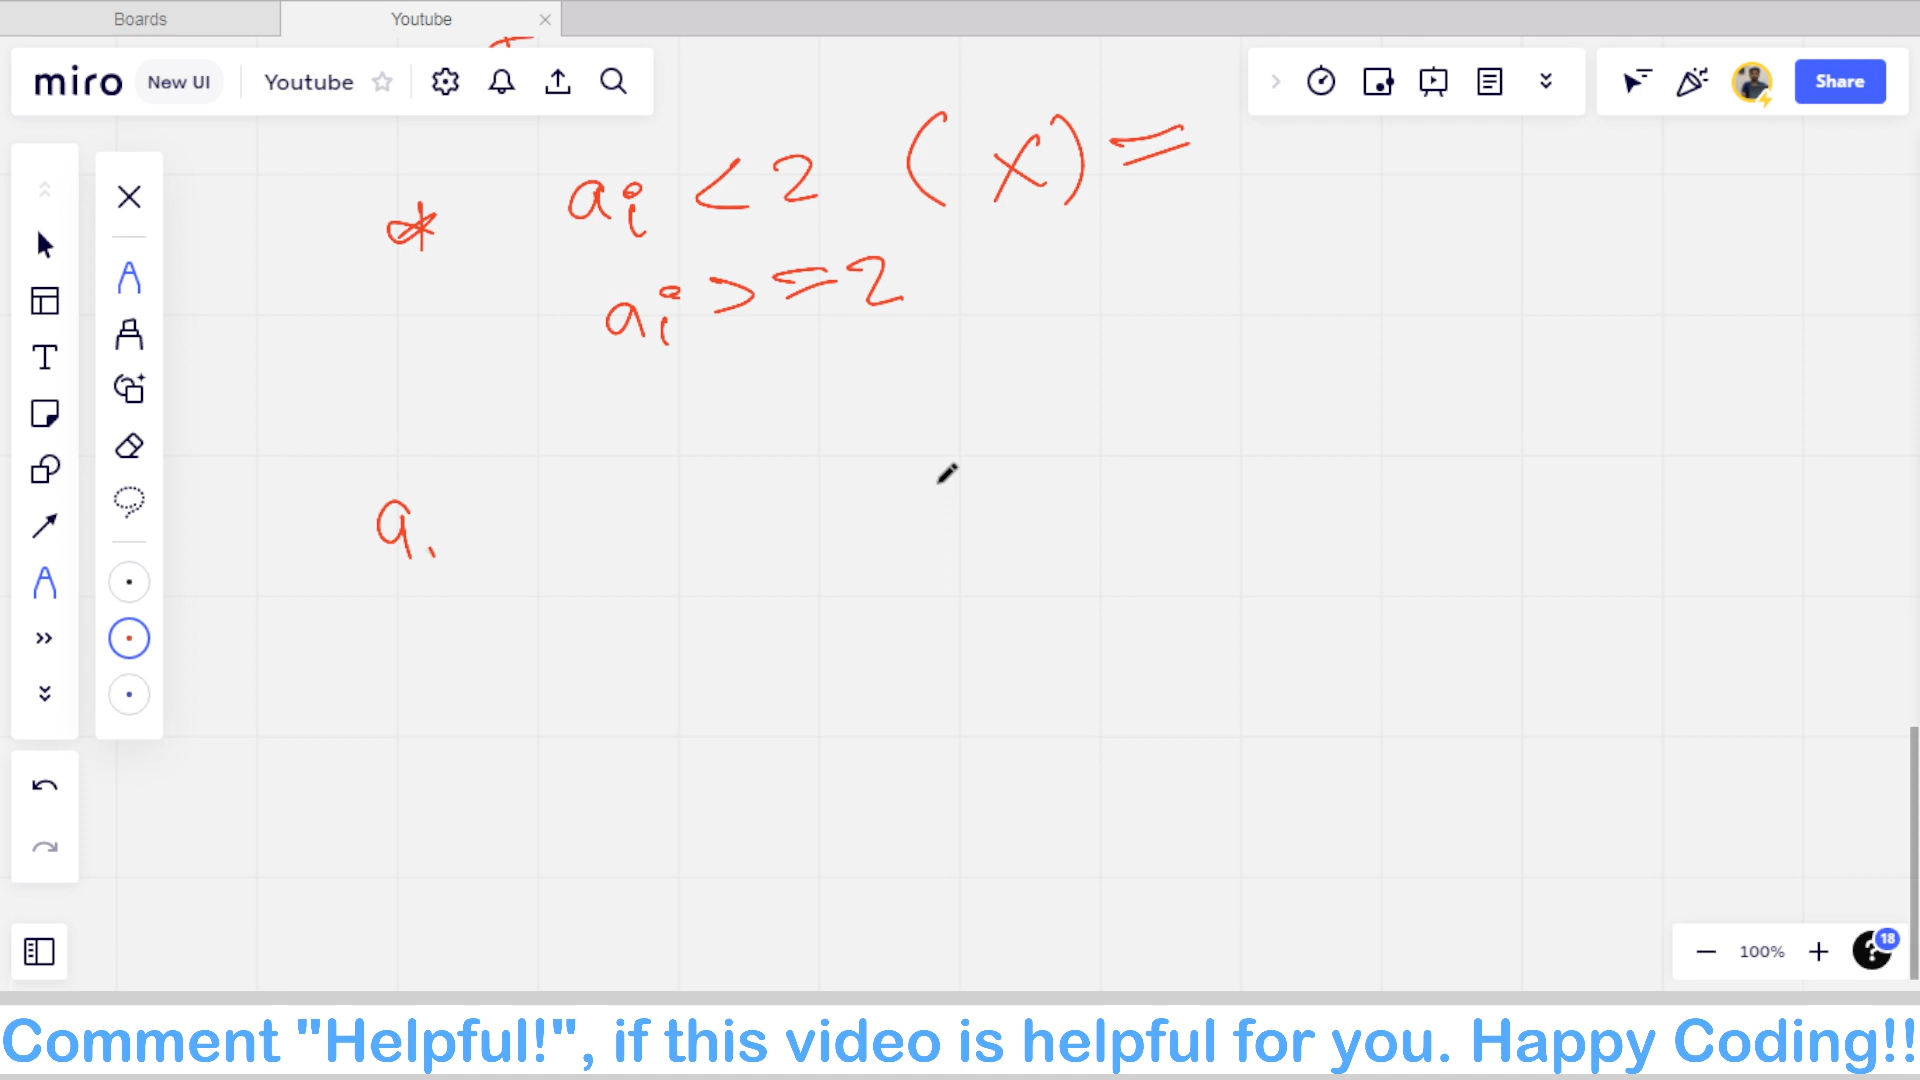 Boards Youtube
miro New UI Youtube Share
* ai < 2 (x) =
ai >= 2
a.
100% 18
Comment "Helpful!", if this video is helpful for you. Happy Coding!!